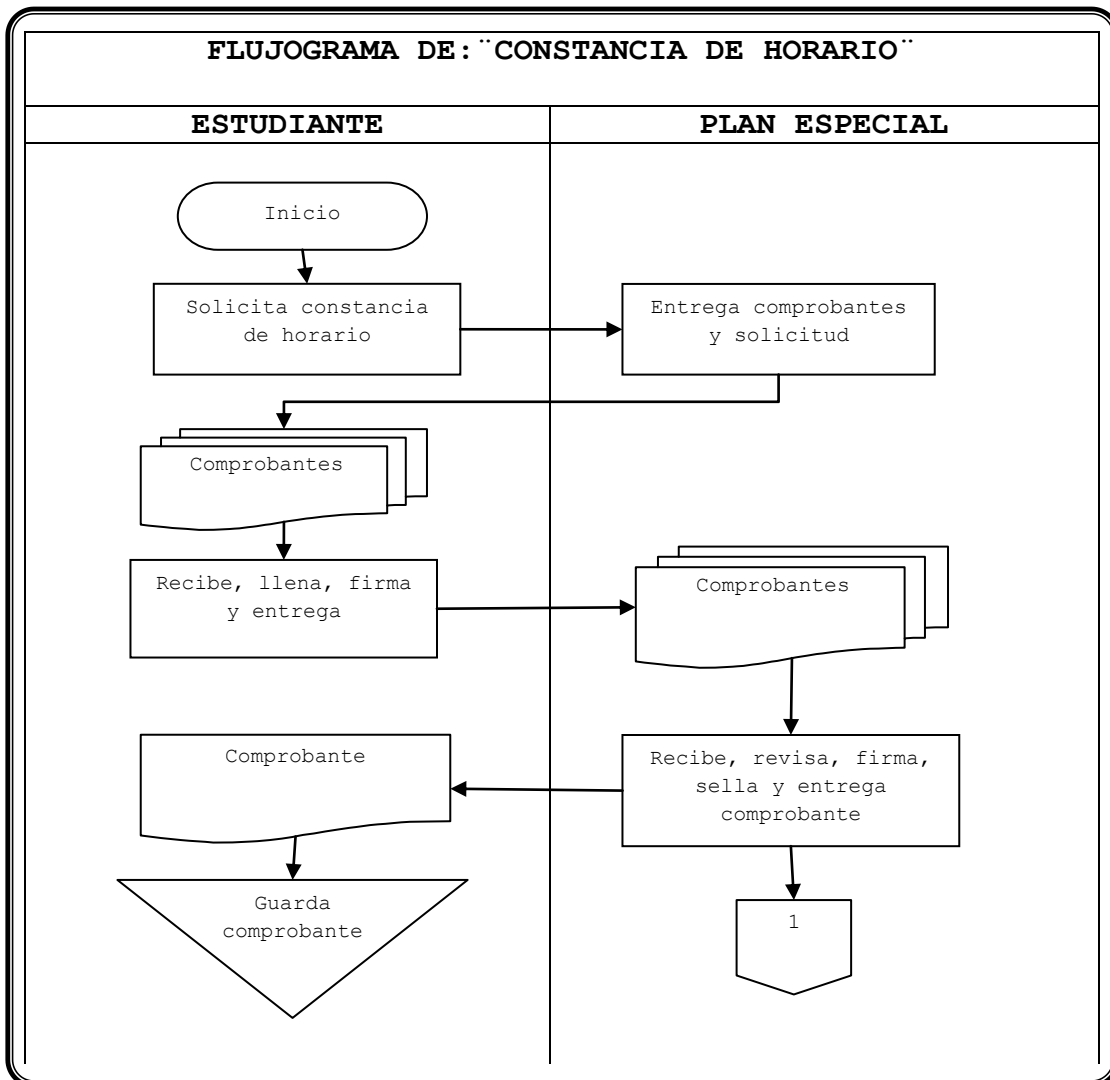 FLUJOGRAMA DE:¨CONSTANCIA DE HORARIO¨
ESTUDIANTE
PLAN ESPECIAL
Inicio
Solicita constancia
de horario
Entrega comprobantes
y solicitud
Comprobantes
Recibe, llena, firma
y entrega
Comprobantes
Recibe, revisa, firma,
sella y entrega
comprobante
Comprobante
Guarda
comprobante
1